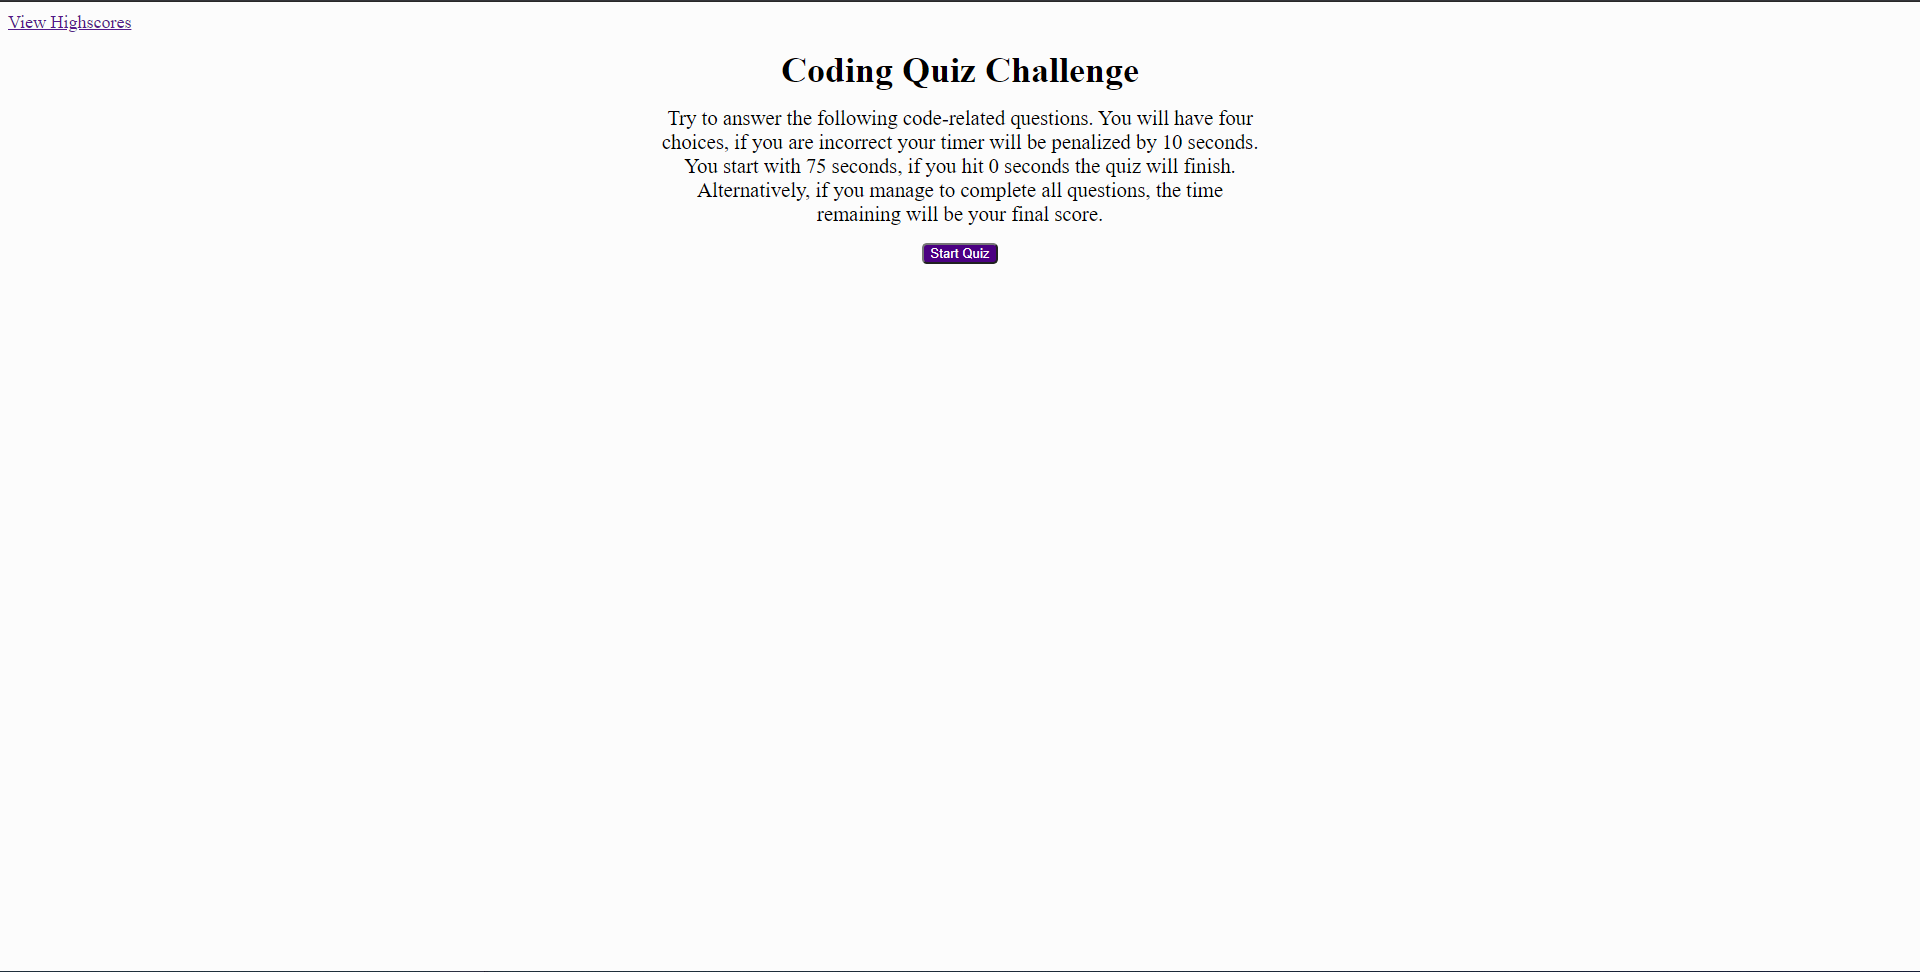 View Highscores
Coding Quiz Challenge
Try to answer the following code-related questions. You will have four
choices, if you are incorrect your timer will be penalized by 10 seconds.
You start with 75 seconds, if you hit 0 seconds the quiz will finish.
Alternatively, if you manage to complete all questions, the time
remaining will be your final score.
Start Quiz